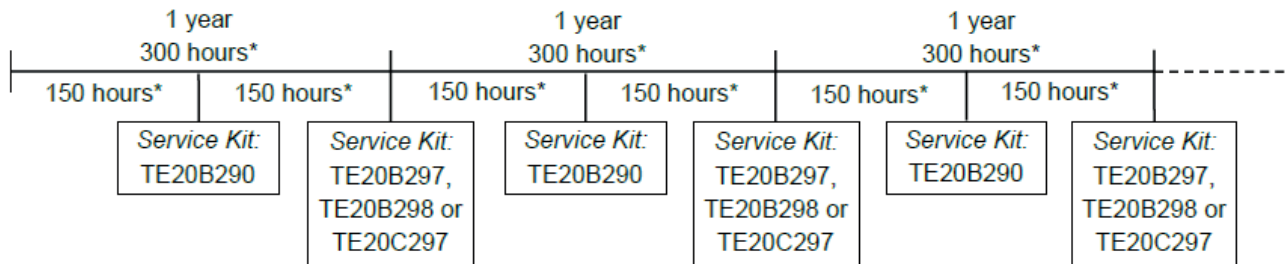 1 year
300 hours*
1 year
300 hours*
1 year
300 hours*
150 hours*
150 hours*
150 hours*
150 hours*
150 hours*
150 hours*
Service Kit:
TE20B290
Service Kit:
TE20B297,
TE20B298 or
TE20C297
Service Kit:
TE20B290
Service Kit:
TE20B297,
TE20B298 or
TE20C297
Service Kit:
TE20B290
Service Kit:
TE20B297,
TE20B298 or
TE20C297